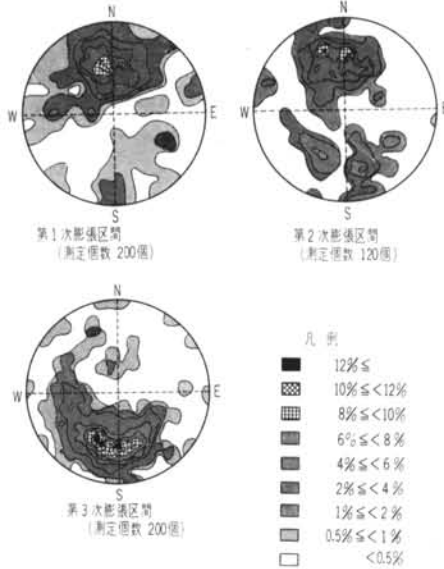 N
W
E
S
第1次膨張区間
(測定個数 200個)
N
W
E
S
第2次膨張区間
(測定個数 120個)
N
W
E
S
第3次膨張区間
(測定個数 200個)
凡 例
12%≦
10%≦<12%
8%≦<10%
6%≦<8%
4%≦<6%
2%≦<4%
1%≦<2%
0.5%≦<1%
<0.5%